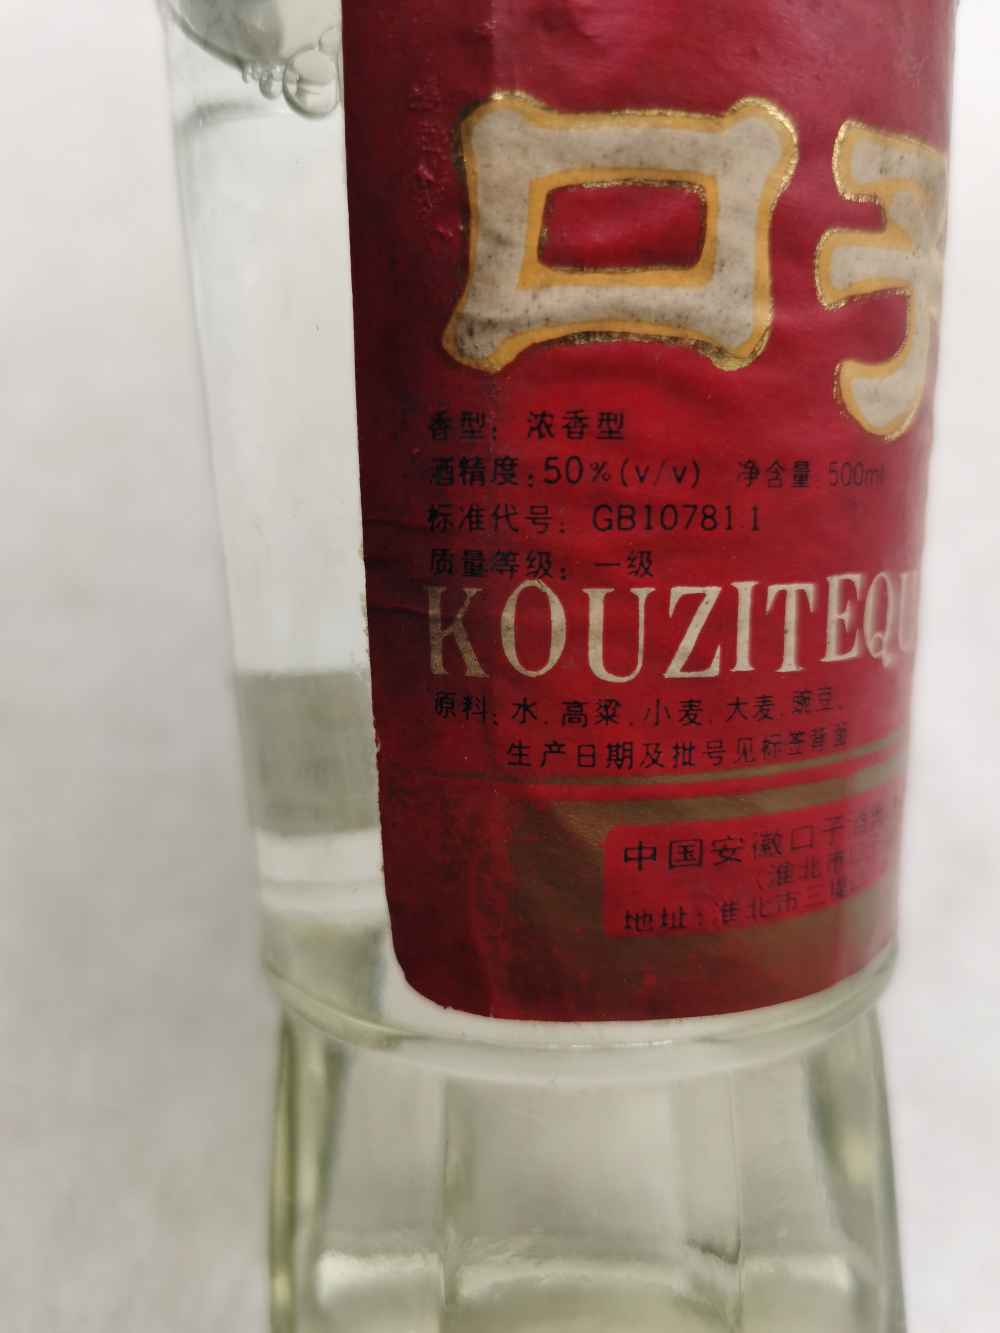 口子
香型：浓香型
酒精度：50%(v/v) 净含量 500ml
标准代号：GB10781.1
质量等级：一级
KOUZITEQU
原料：水、高粱、小麦、大麦、豌豆、
生产日期及批号见标签背面
中国安徽口子
（淮北市
地址：淮北市三堤